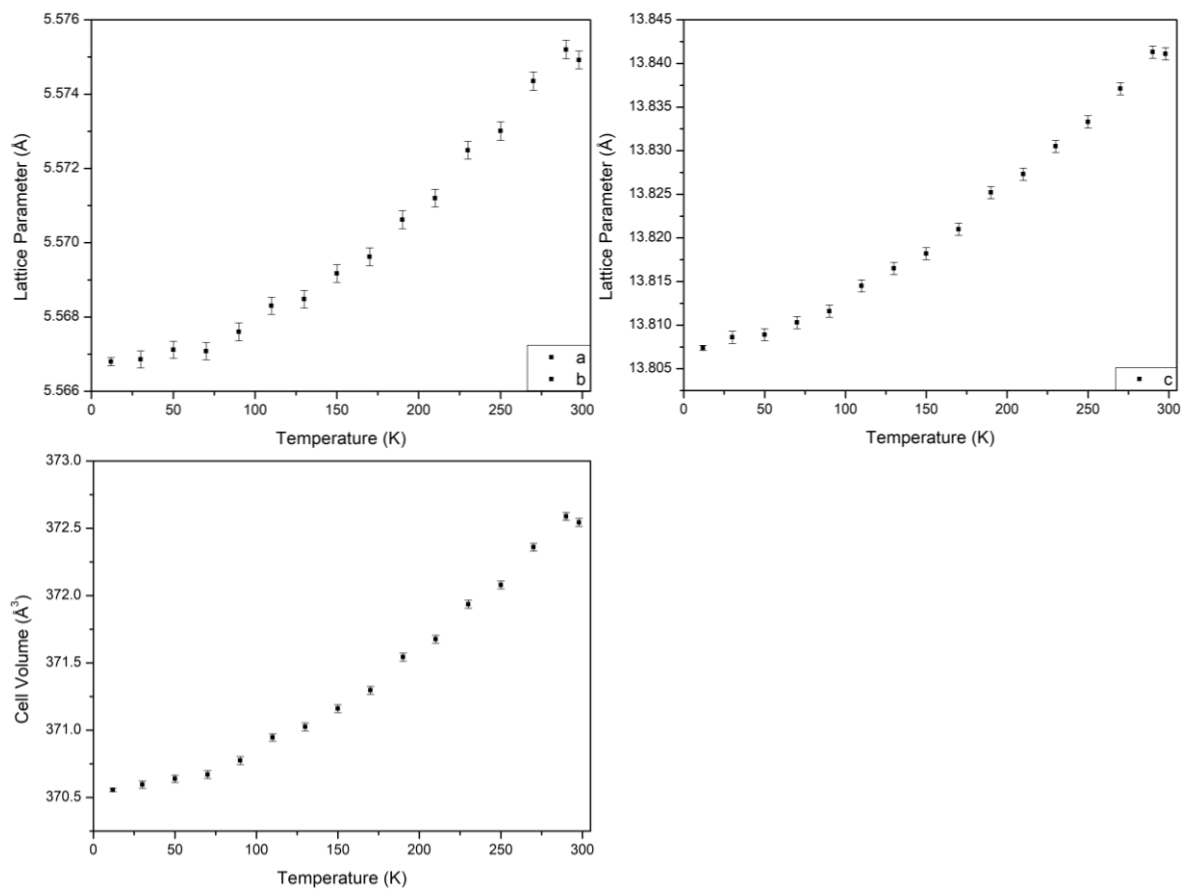 5.576
5.574
5.572
5.570
5.568
5.566
Lattice Parameter (Å)
a
b
0 50 100 150 200 250 300
Temperature (K)
13.845
13.840
13.835
13.830
13.825
13.820
13.815
13.810
13.805
Lattice Parameter (Å)
c
0 50 100 150 200 250 300
Temperature (K)
373.0
372.5
372.0
371.5
371.0
370.5
Cell Volume (Å³)
0 50 100 150 200 250 300
Temperature (K)